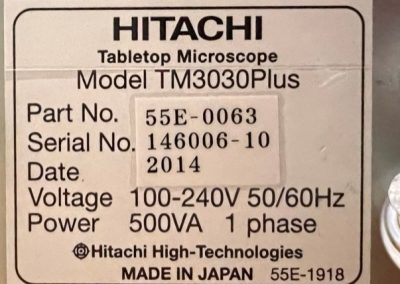 HITACHI
Tabletop Microscope
Model TM3030Plus
Part No. 55E-0063
Serial No. 146006-10
Date 2014
Voltage 100-240V 50/60Hz
Power 500VA 1 phase
Hitachi High-Technologies
MADE IN JAPAN 55E-1918